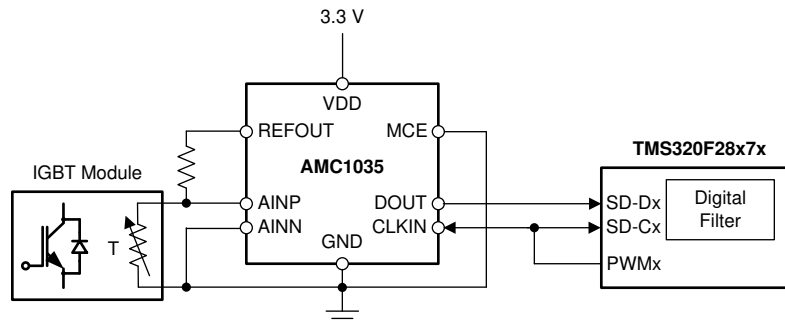 3.3 V
VDD
REFOUT
MCE
AMC1035
IGBT Module
TMS320F28x7x
AINP
DOUT
SD-Dx
Digital
Filter
AINN
CLKIN
SD-Cx
T
GND
PWMx